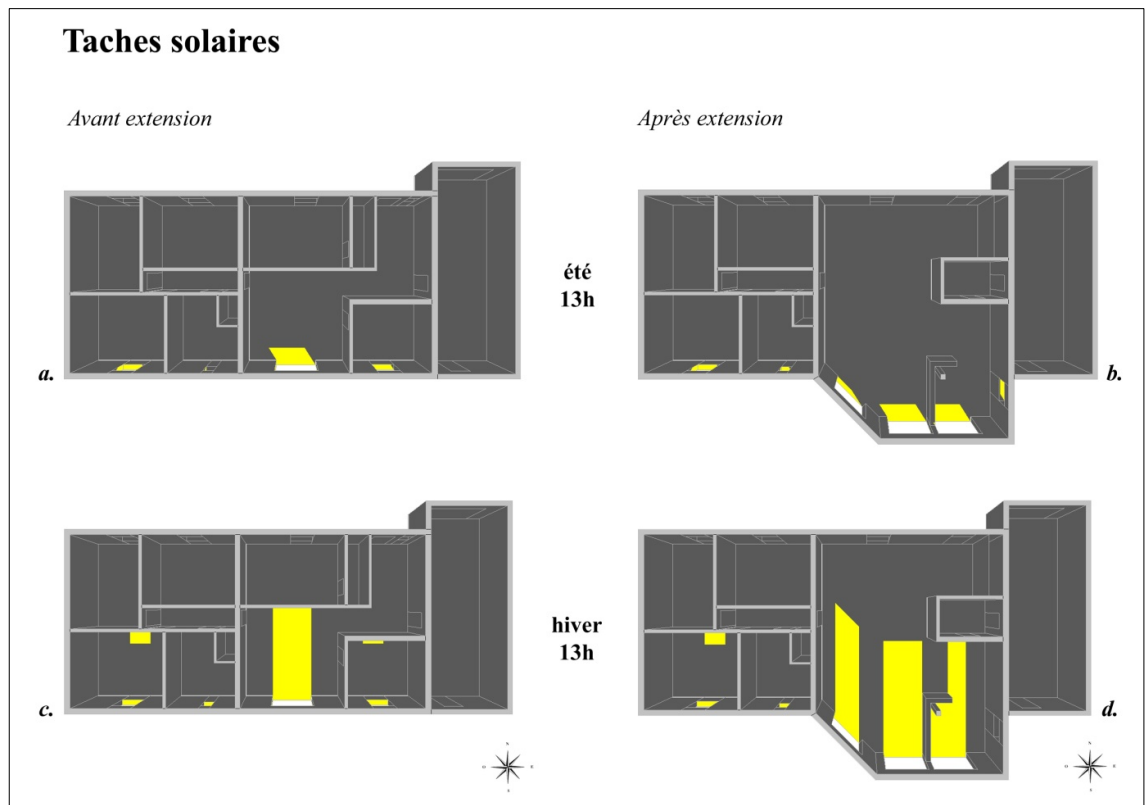 Taches solaires
Avant extension
Après extension
été
13h
a.
b.
hiver
13h
c.
d.
N
O
E
S
N
O
E
S